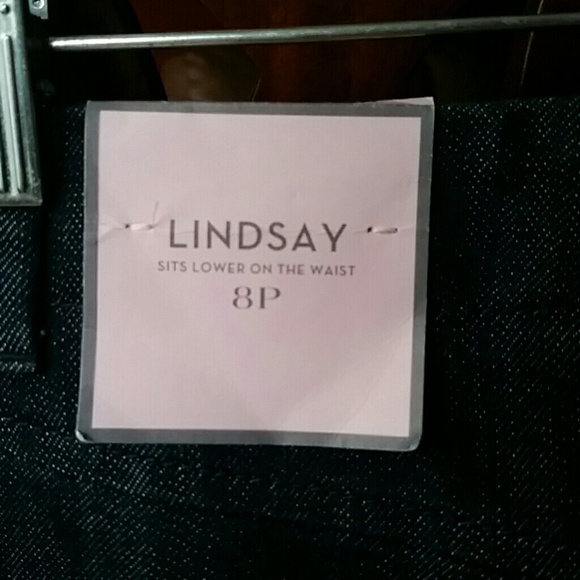 LINDSAY
SITS LOWER ON THE WAIST
8P